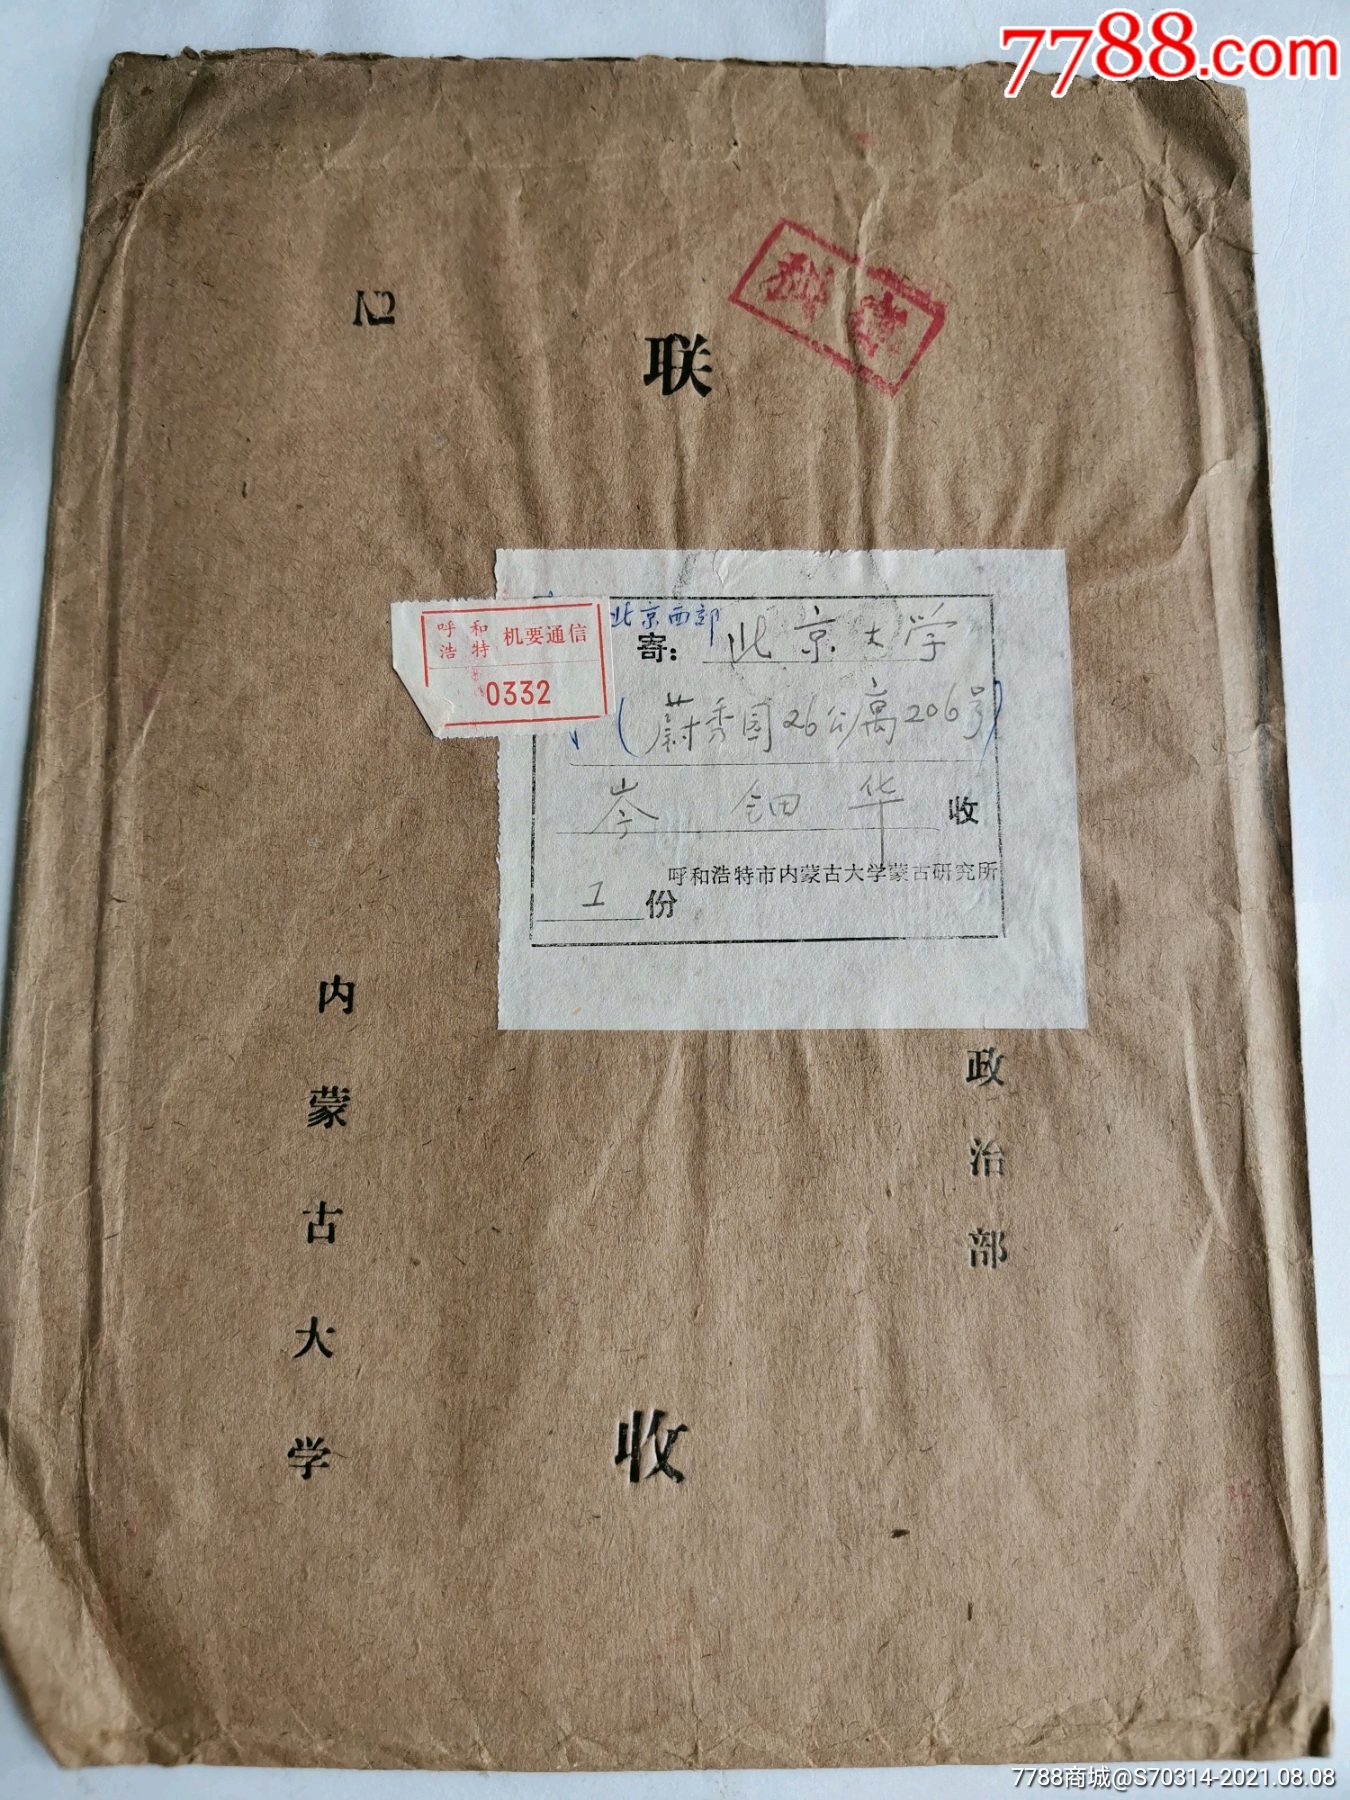 7788.com
№
联
呼和浩特 机要通信
0332
北京西部
寄: 北京大学
(蔚秀园26公寓206号)
岑 钿华 收
呼和浩特市内蒙古大学蒙古研究所
1份
政治部
内蒙古大学
收
7788商城@S70314-2021.08.08